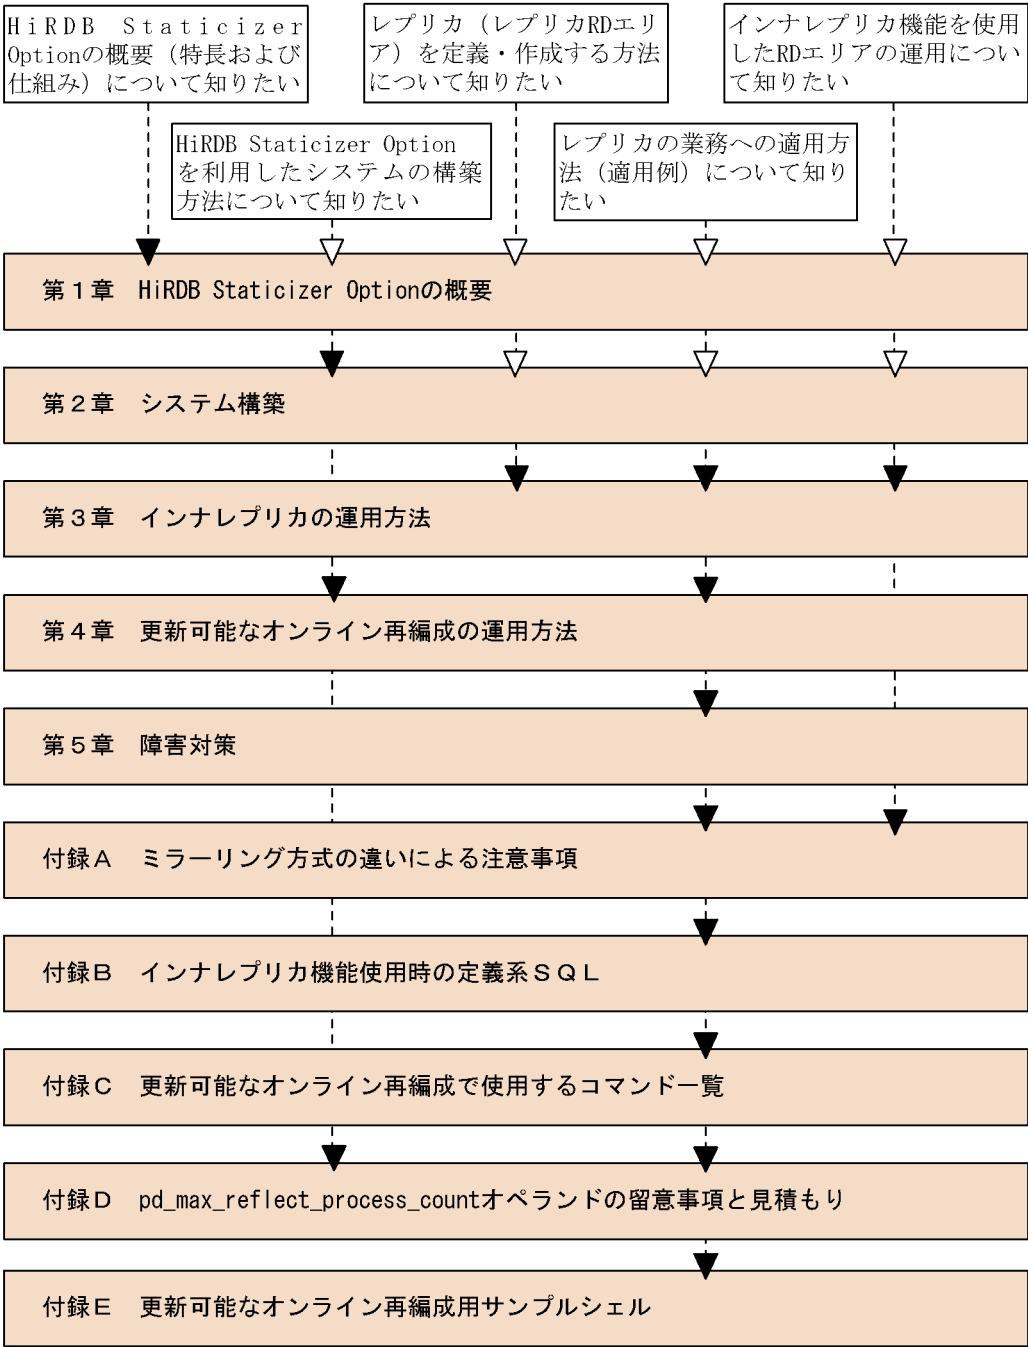 HiRDB Staticizer
Optionの概要（特長および
仕組み）について知りたい
レプリカ（レプリカRDエリ
ア）を定義・作成する方法
について知りたい
インナレプリカ機能を使用
したRDエリアの運用につい
て知りたい
HiRDB Staticizer Option
を利用したシステムの構築
方法について知りたい
レプリカの業務への適用方
法（適用例）について知り
たい
第１章　HiRDB Staticizer Optionの概要
第２章　システム構築
第３章　インナレプリカの運用方法
第４章　更新可能なオンライン再編成の運用方法
第５章　障害対策
付録Ａ　ミラーリング方式の違いによる注意事項
付録Ｂ　インナレプリカ機能使用時の定義系ＳＱＬ
付録Ｃ　更新可能なオンライン再編成で使用するコマンド一覧
付録Ｄ　pd_max_reflect_process_countオペランドの留意事項と見積もり
付録Ｅ　更新可能なオンライン再編成用サンプルシェル